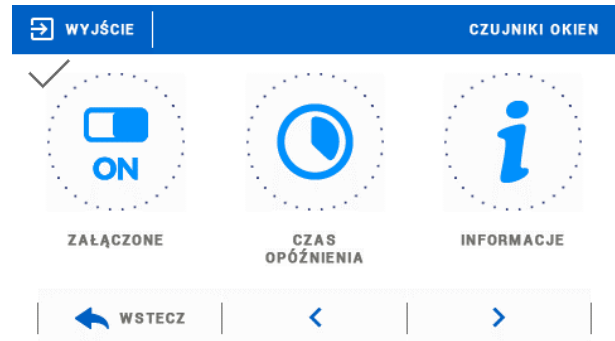 WYJŚCIE
CZUJNIKI OKIEN
ON
ZAŁĄCZONE
CZAS
OPÓŹNIENIA
INFORMACJE
WSTECZ